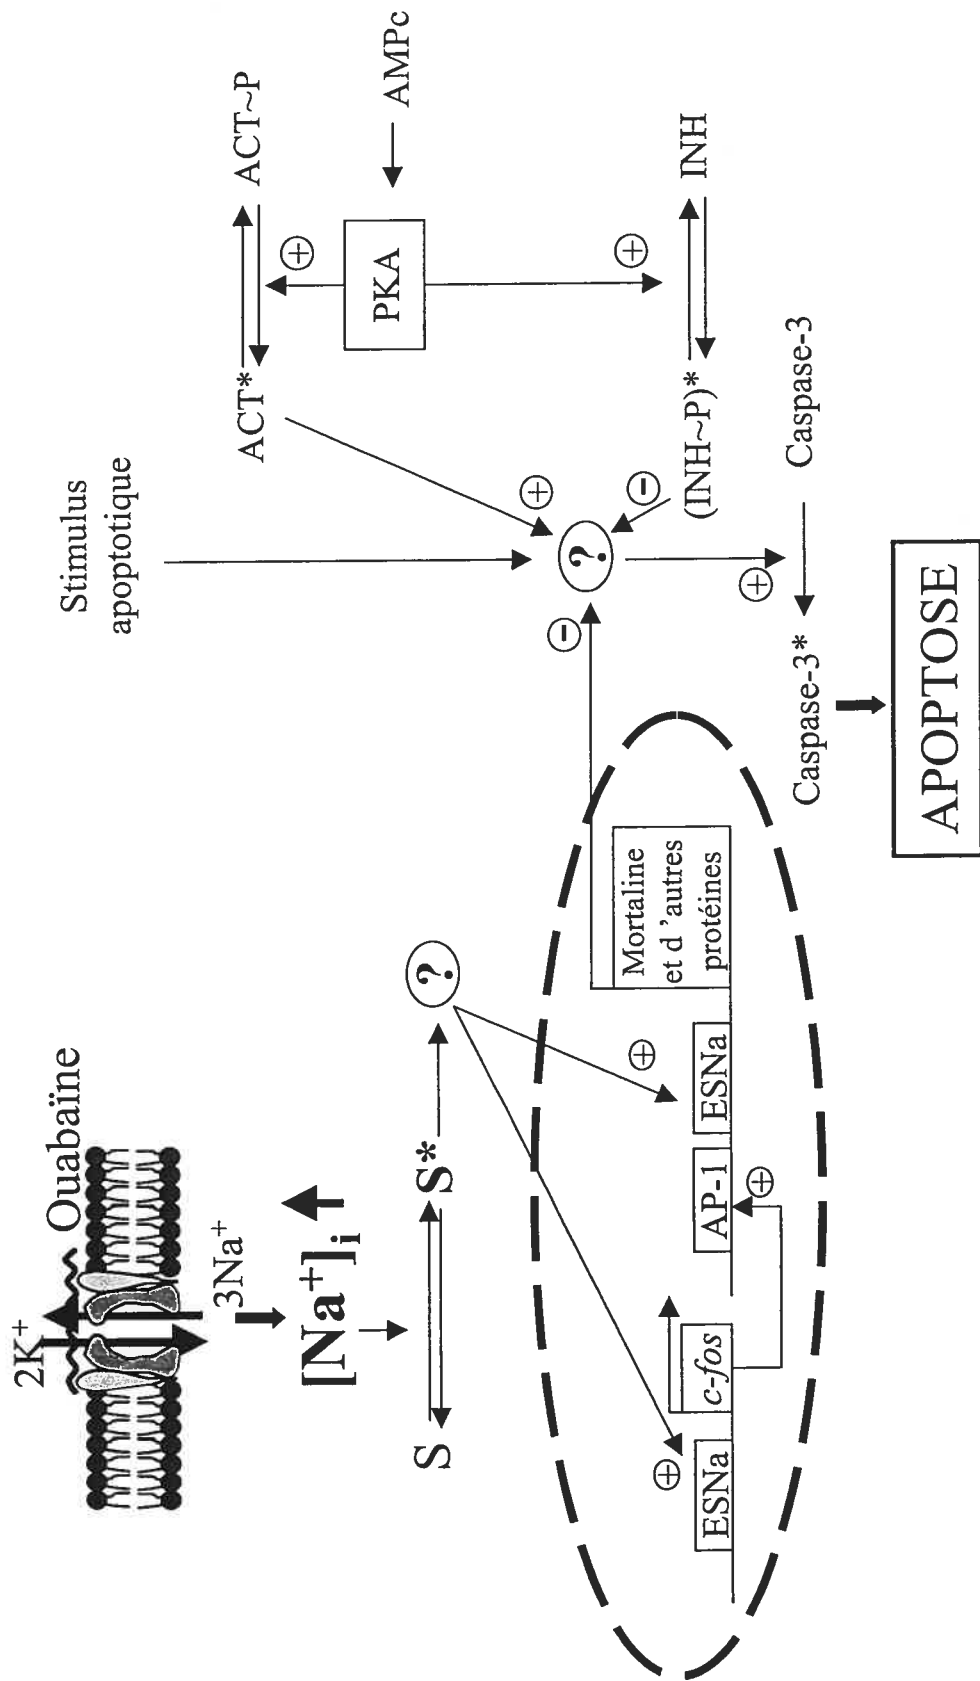 Ouabaïne
2K⁺
3Na⁺
[Na⁺]ᵢ
S
S*
?
ESNa
c-fos
AP-1
ESNa
Mortaline
et d ’autres
protéines
+
+
+
Stimulus
apoptotique
ACT*
ACT~P
+
PKA
AMPc
+
(INH~P)*
INH
+
-
-
?
+
Caspase-3*
Caspase-3
APOPTOSE